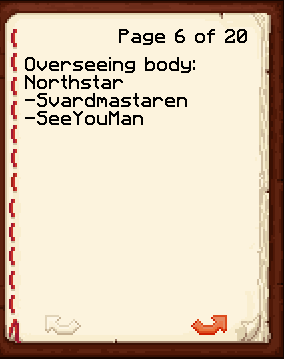 Page 6 of 20
Overseeing body:
Northstar
-Svardmastaren
-SeeYouMan